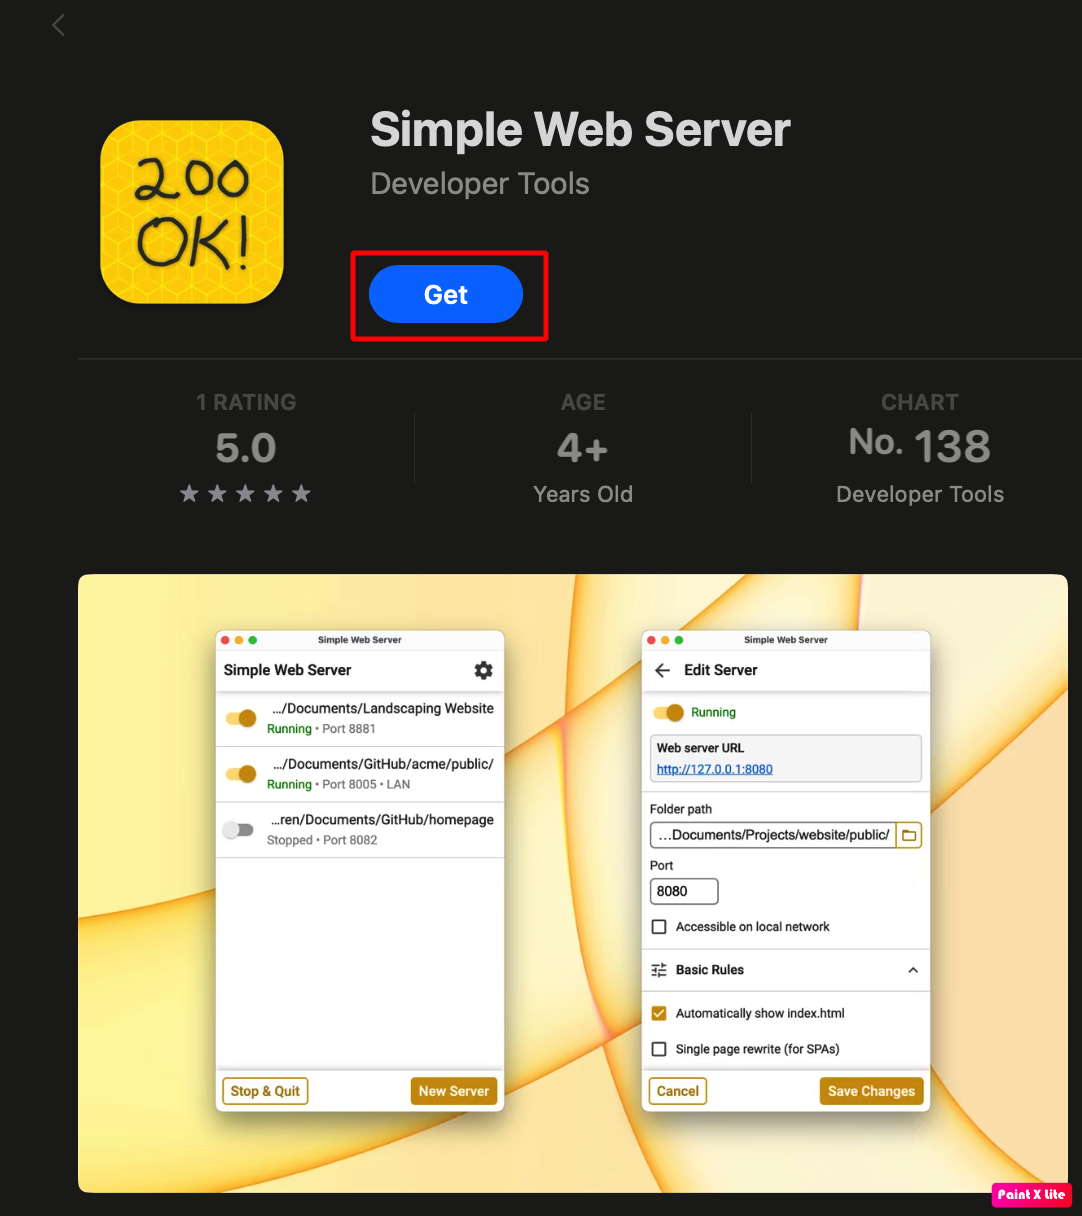 200
OK!
Simple Web Server
Developer Tools
Get
1 RATING
5.0
AGE
4+
Years Old
CHART
No. 138
Developer Tools
Simple Web Server
Simple Web Server
.../Documents/Landscaping Website
Running • Port 8881
.../Documents/GitHub/acme/public/
Running • Port 8005 • LAN
...ren/Documents/GitHub/homepage
Stopped • Port 8082
Stop & Quit
New Server
Simple Web Server
Edit Server
Running
Web server URL
http://127.0.0.1:8080
Folder path
...Documents/Projects/website/public/
Port
8080
Accessible on local network
Basic Rules
Automatically show index.html
Single page rewrite (for SPAs)
Cancel
Save Changes
Paint X Lite